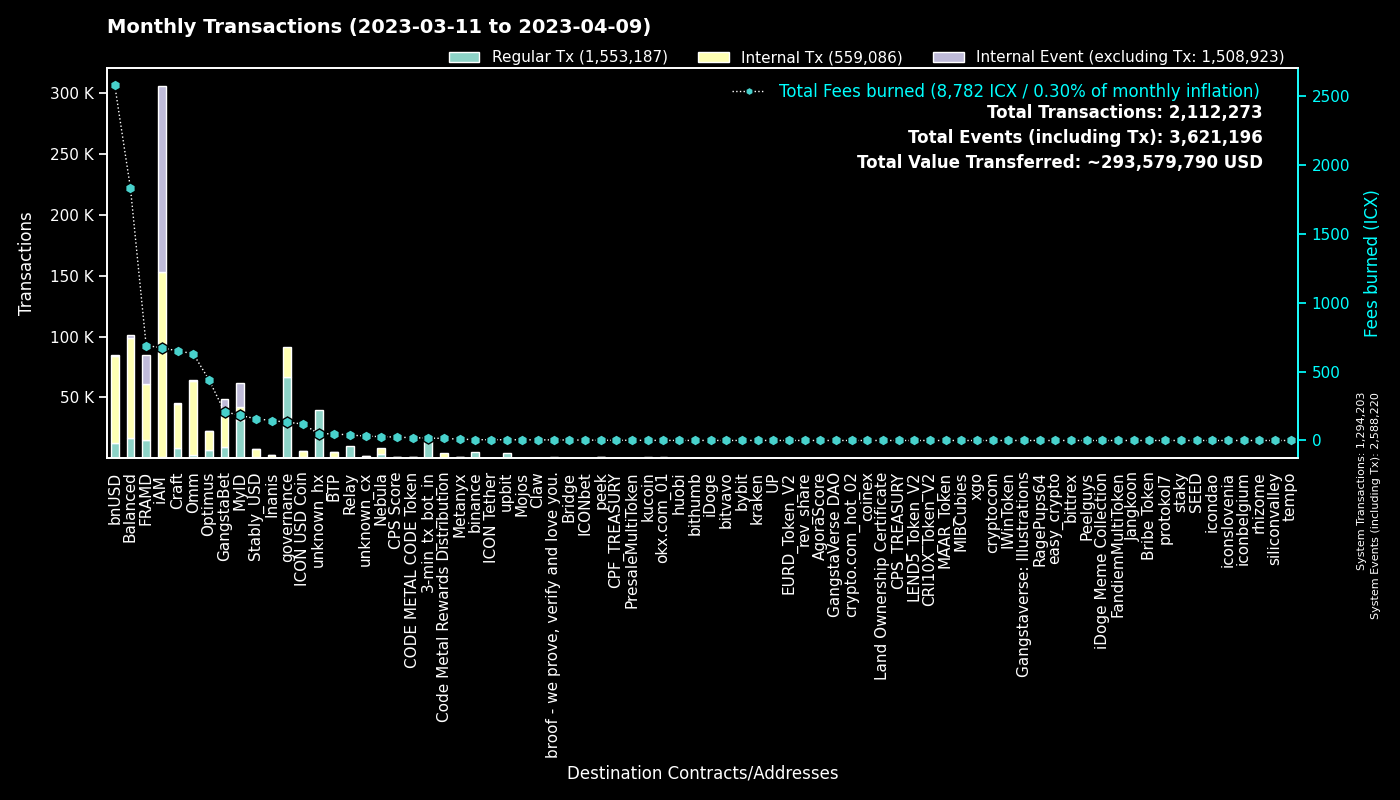 Monthly Transactions (2023-03-11 to 2023-04-09)
Regular Tx (1,553,187)
Internal Tx (559,086)
Internal Event (excluding Tx: 1,508,923)
Total Fees burned (8,782 ICX / 0.30% of monthly inflation)
Total Transactions: 2,112,273
Total Events (including Tx): 3,621,196
Total Value Transferred: ~293,579,790 USD
Transactions
300 K
250 K
200 K
150 K
100 K
50 K
2500
2000
1500
1000
500
0
Fees burned (ICX)
System Transactions: 1,294,203
System Events (including Tx): 2,588,220
bnUSD
Balanced
FRAMD
iAM
Craft
Omm
Optimus
GangstaBet
MyID
Stably_USD
Inanis
governance
ICON USD Coin
unknown_hx
BTP
Relay
unknown_cx
Nebula
CPS Score
CODE METAL CODE Token
3-min_tx_bot_in
Code Metal Rewards Distribution
Metanyx
binance
ICON Tether
upbit
Mojos
Claw
broof - we prove, verify and love you.
Bridge
ICONbet
peek
CPF_TREASURY
PresaleMultiToken
kucoin
okx.com_01
huobi
bithumb
iDoge
bitvavo
bybit
kraken
UP
EURD_Token_V2
rev_share
AgoraScore
GangstaVerse DAO
crypto.com_hot_02
coinex
Land Ownership Certificate
CPS_TREASURY
LEND5_Token_V2
CRI10X_Token_V2
MAAR_Token
MIBCubies
xgo
cryptocom
IWinToken
Gangstaverse: Illustrations
RagePups64
easy_crypto
bittrex
Peelguys
iDoge Meme Collection
FandiemMultiToken
Jangkoon
Bribe Token
protokol7
staky
SEED
icondao
iconslovenia
iconbelgium
rhizome
siliconvalley
tempo
Destination Contracts/Addresses